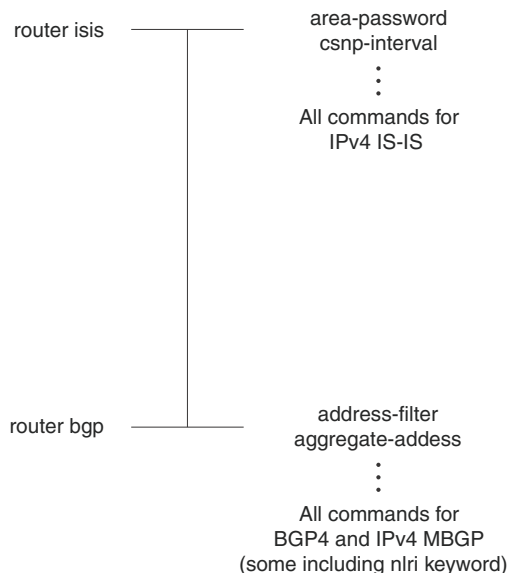 router isis
area-password
csnp-interval
All commands for
IPv4 IS-IS
router bgp
address-filter
aggregate-addess
All commands for
BGP4 and IPv4 MBGP
(some including nlri keyword)